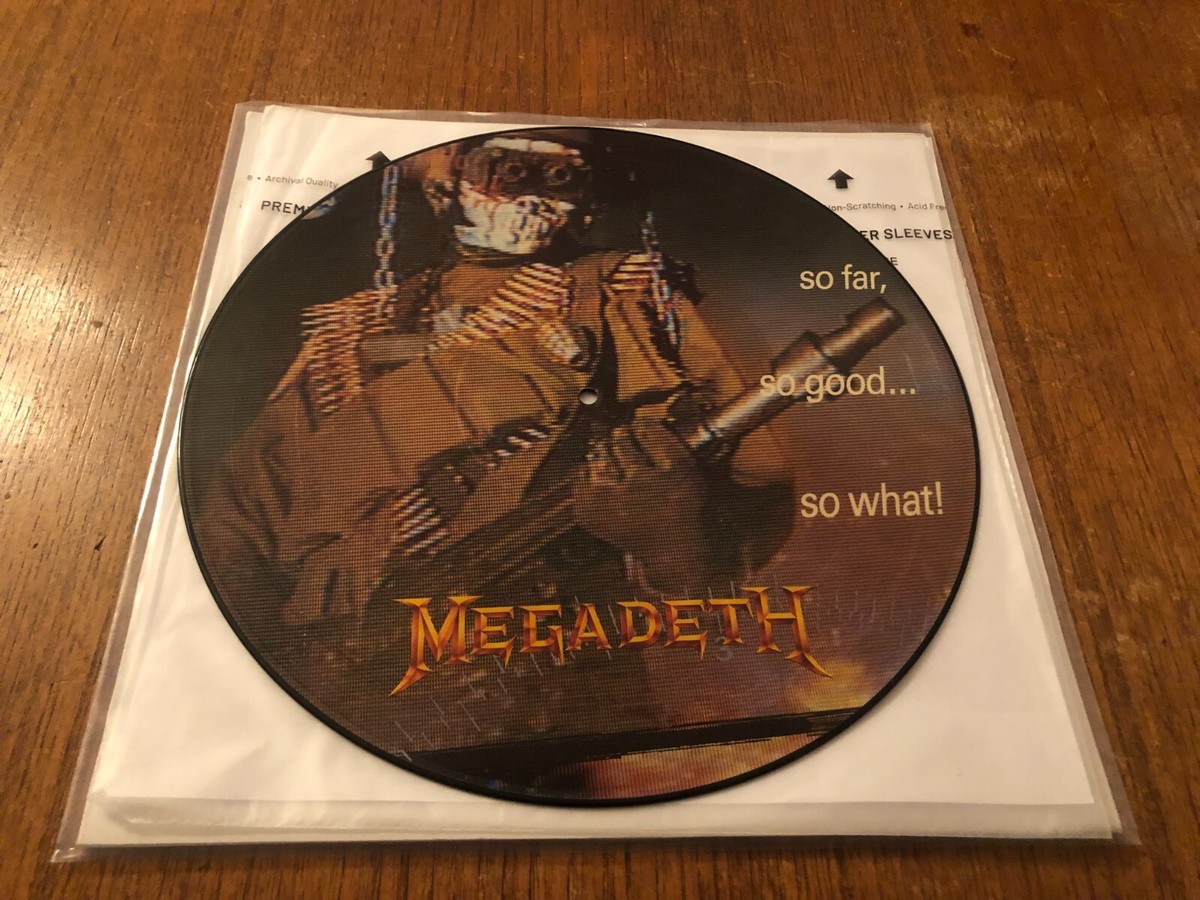 • Archival Quality
PREM
Non-Scratching • Acid Free
ER SLEEVES
E
so far,
so good...
so what!
MEGADETH